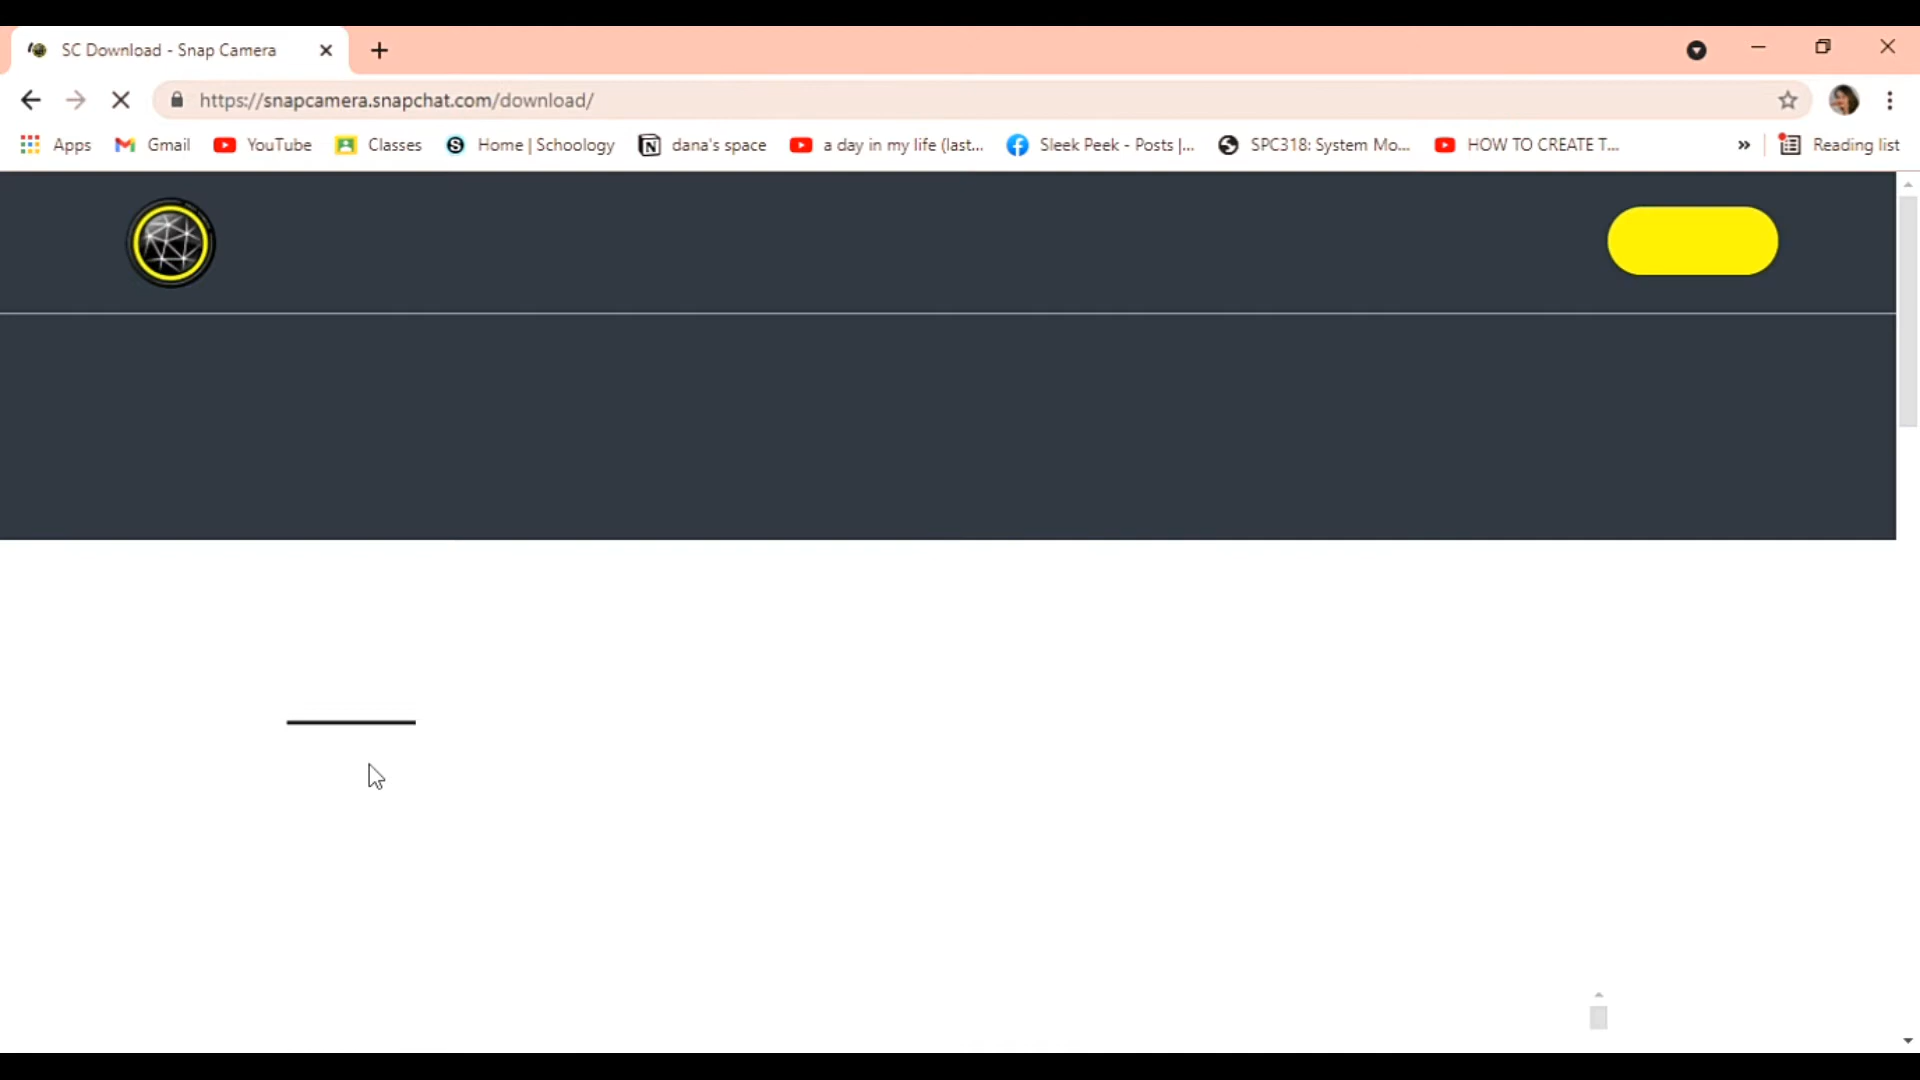 SC Download - Snap Camera
https://snapcamera.snapchat.com/download/
Apps Gmail YouTube Classes Home | Schoology dana's space a day in my life (last... Sleek Peek - Posts |... SPC318: System Mo... HOW TO CREATE T... » Reading list